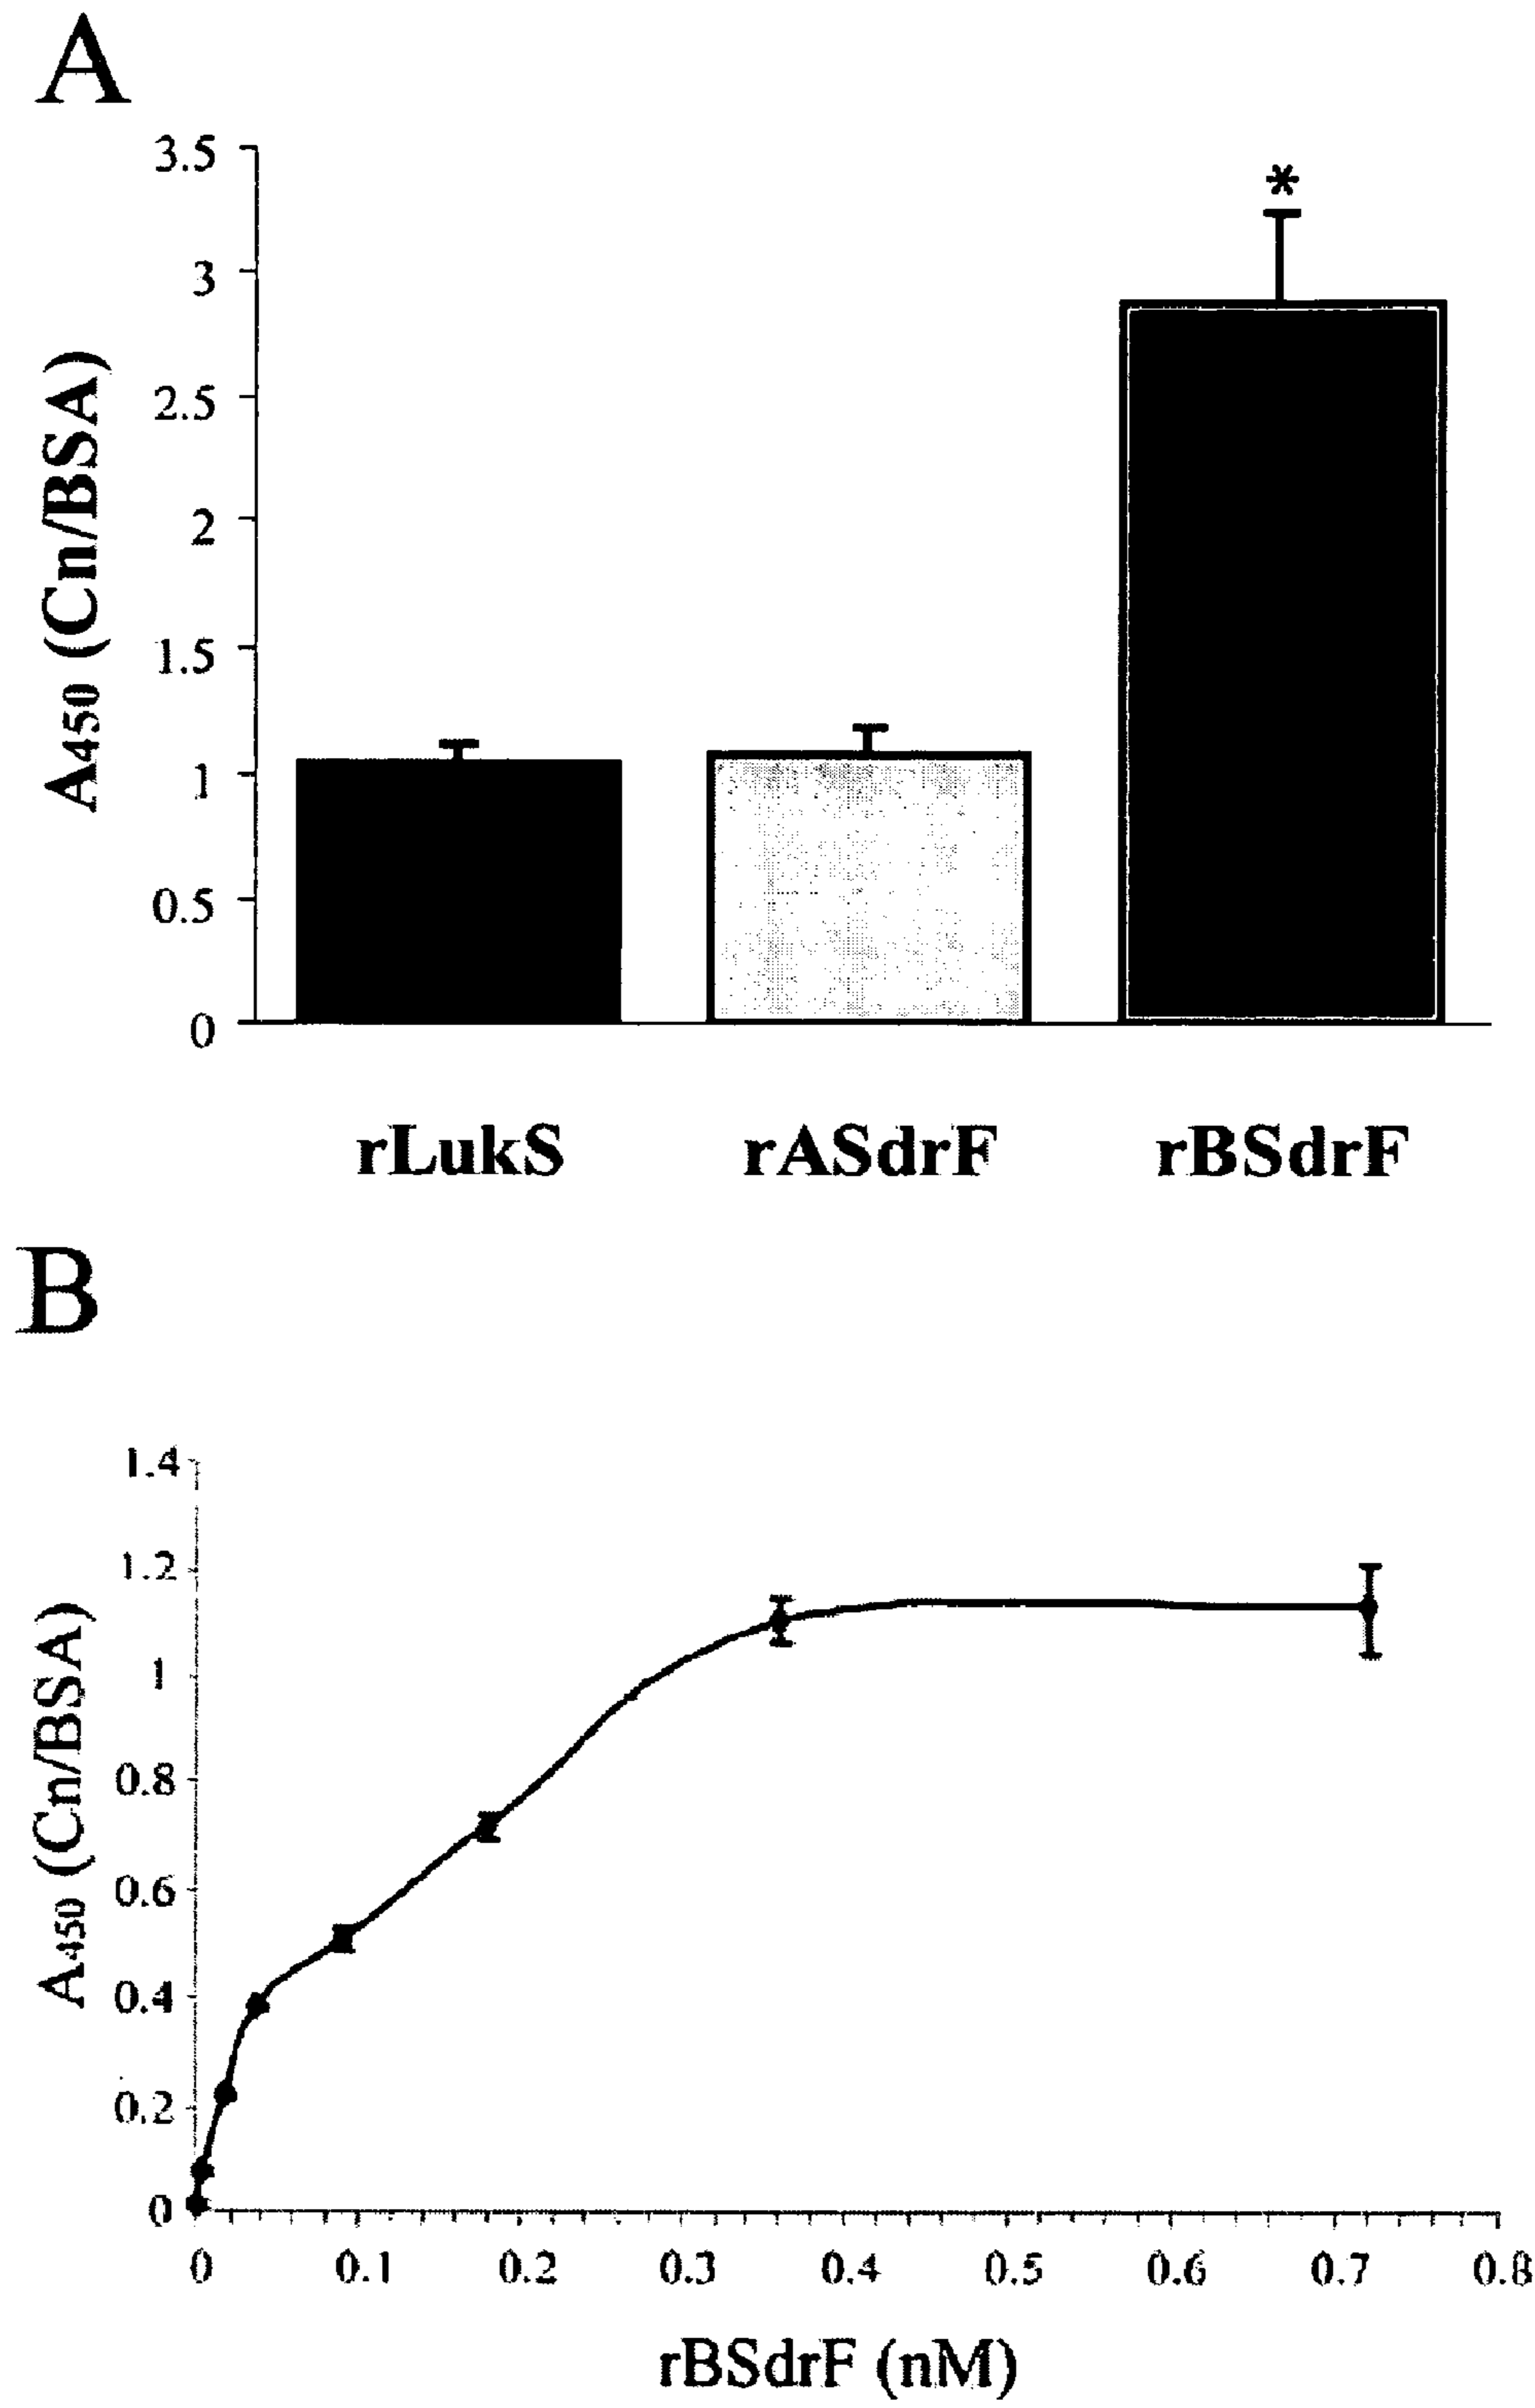 A
3.5
3
2.5
2
1.5
1
0.5
0
A450 (Cn/BSA)
*
rLukS rASdrF rBSdrF
B
1.4
1.2
1
0.8
0.6
0.4
0.2
0
A450 (Cn/BSA)
0 0.1 0.2 0.3 0.4 0.5 0.6 0.7 0.8
rBSdrF (nM)